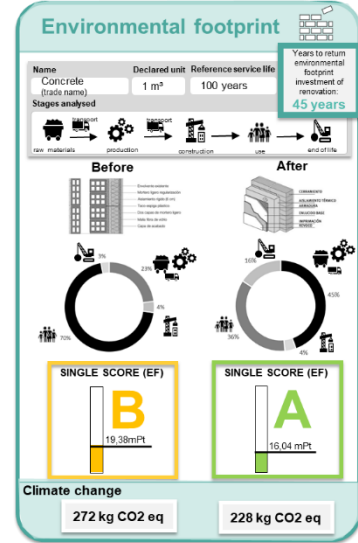 Environmental footprint
Years to return
environmental
footprint
investment of
renovation:
45 years
Name
Declared unit
Reference service life
Concrete
(trade name)
1 m³
100 years
Stages analysed
transport
transport
raw materials
production
construction
use
end of life
Before
After
3%
23%
4%
70%
16%
45%
36%
4%
SINGLE SCORE (EF)
B
19,38mPt
SINGLE SCORE (EF)
A
16,04 mPt
Climate change
272 kg CO2 eq
228 kg CO2 eq